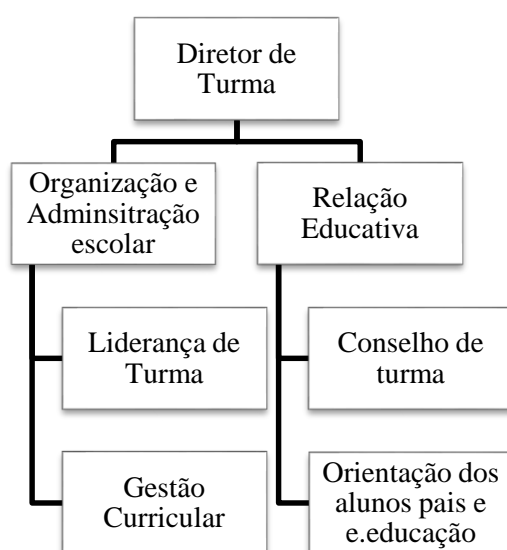 Diretor de
Turma
Organização e
Adminsitração
escolar
Relação
Educativa
Liderança de
Turma
Conselho de
turma
Gestão
Curricular
Orientação dos
alunos pais e
e.educação